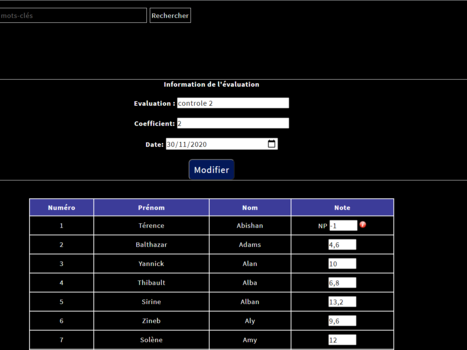 mots-clés Rechercher
Information de l'évaluation
Evaluation : controle 2
Coefficient: 2
Date: 30/11/2020
Modifier
Numéro Prénom Nom Note
1 Térence Abishan NP -1
2 Balthazar Adams 4,6
3 Yannick Alan 10
4 Thibault Alba 6,8
5 Sirine Alban 13,2
6 Zineb Aly 9,6
7 Solène Amy 12